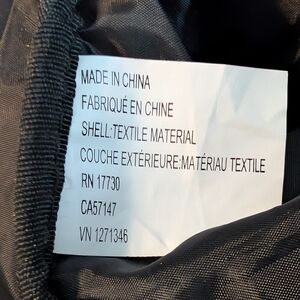 MADE IN CHINA
FABRIQUÉ EN CHINE
SHELL:TEXTILE MATERIAL
COUCHE EXTÉRIEURE:MATÉRIAU TEXTILE
RN 17730
CA57147
VN 1271346